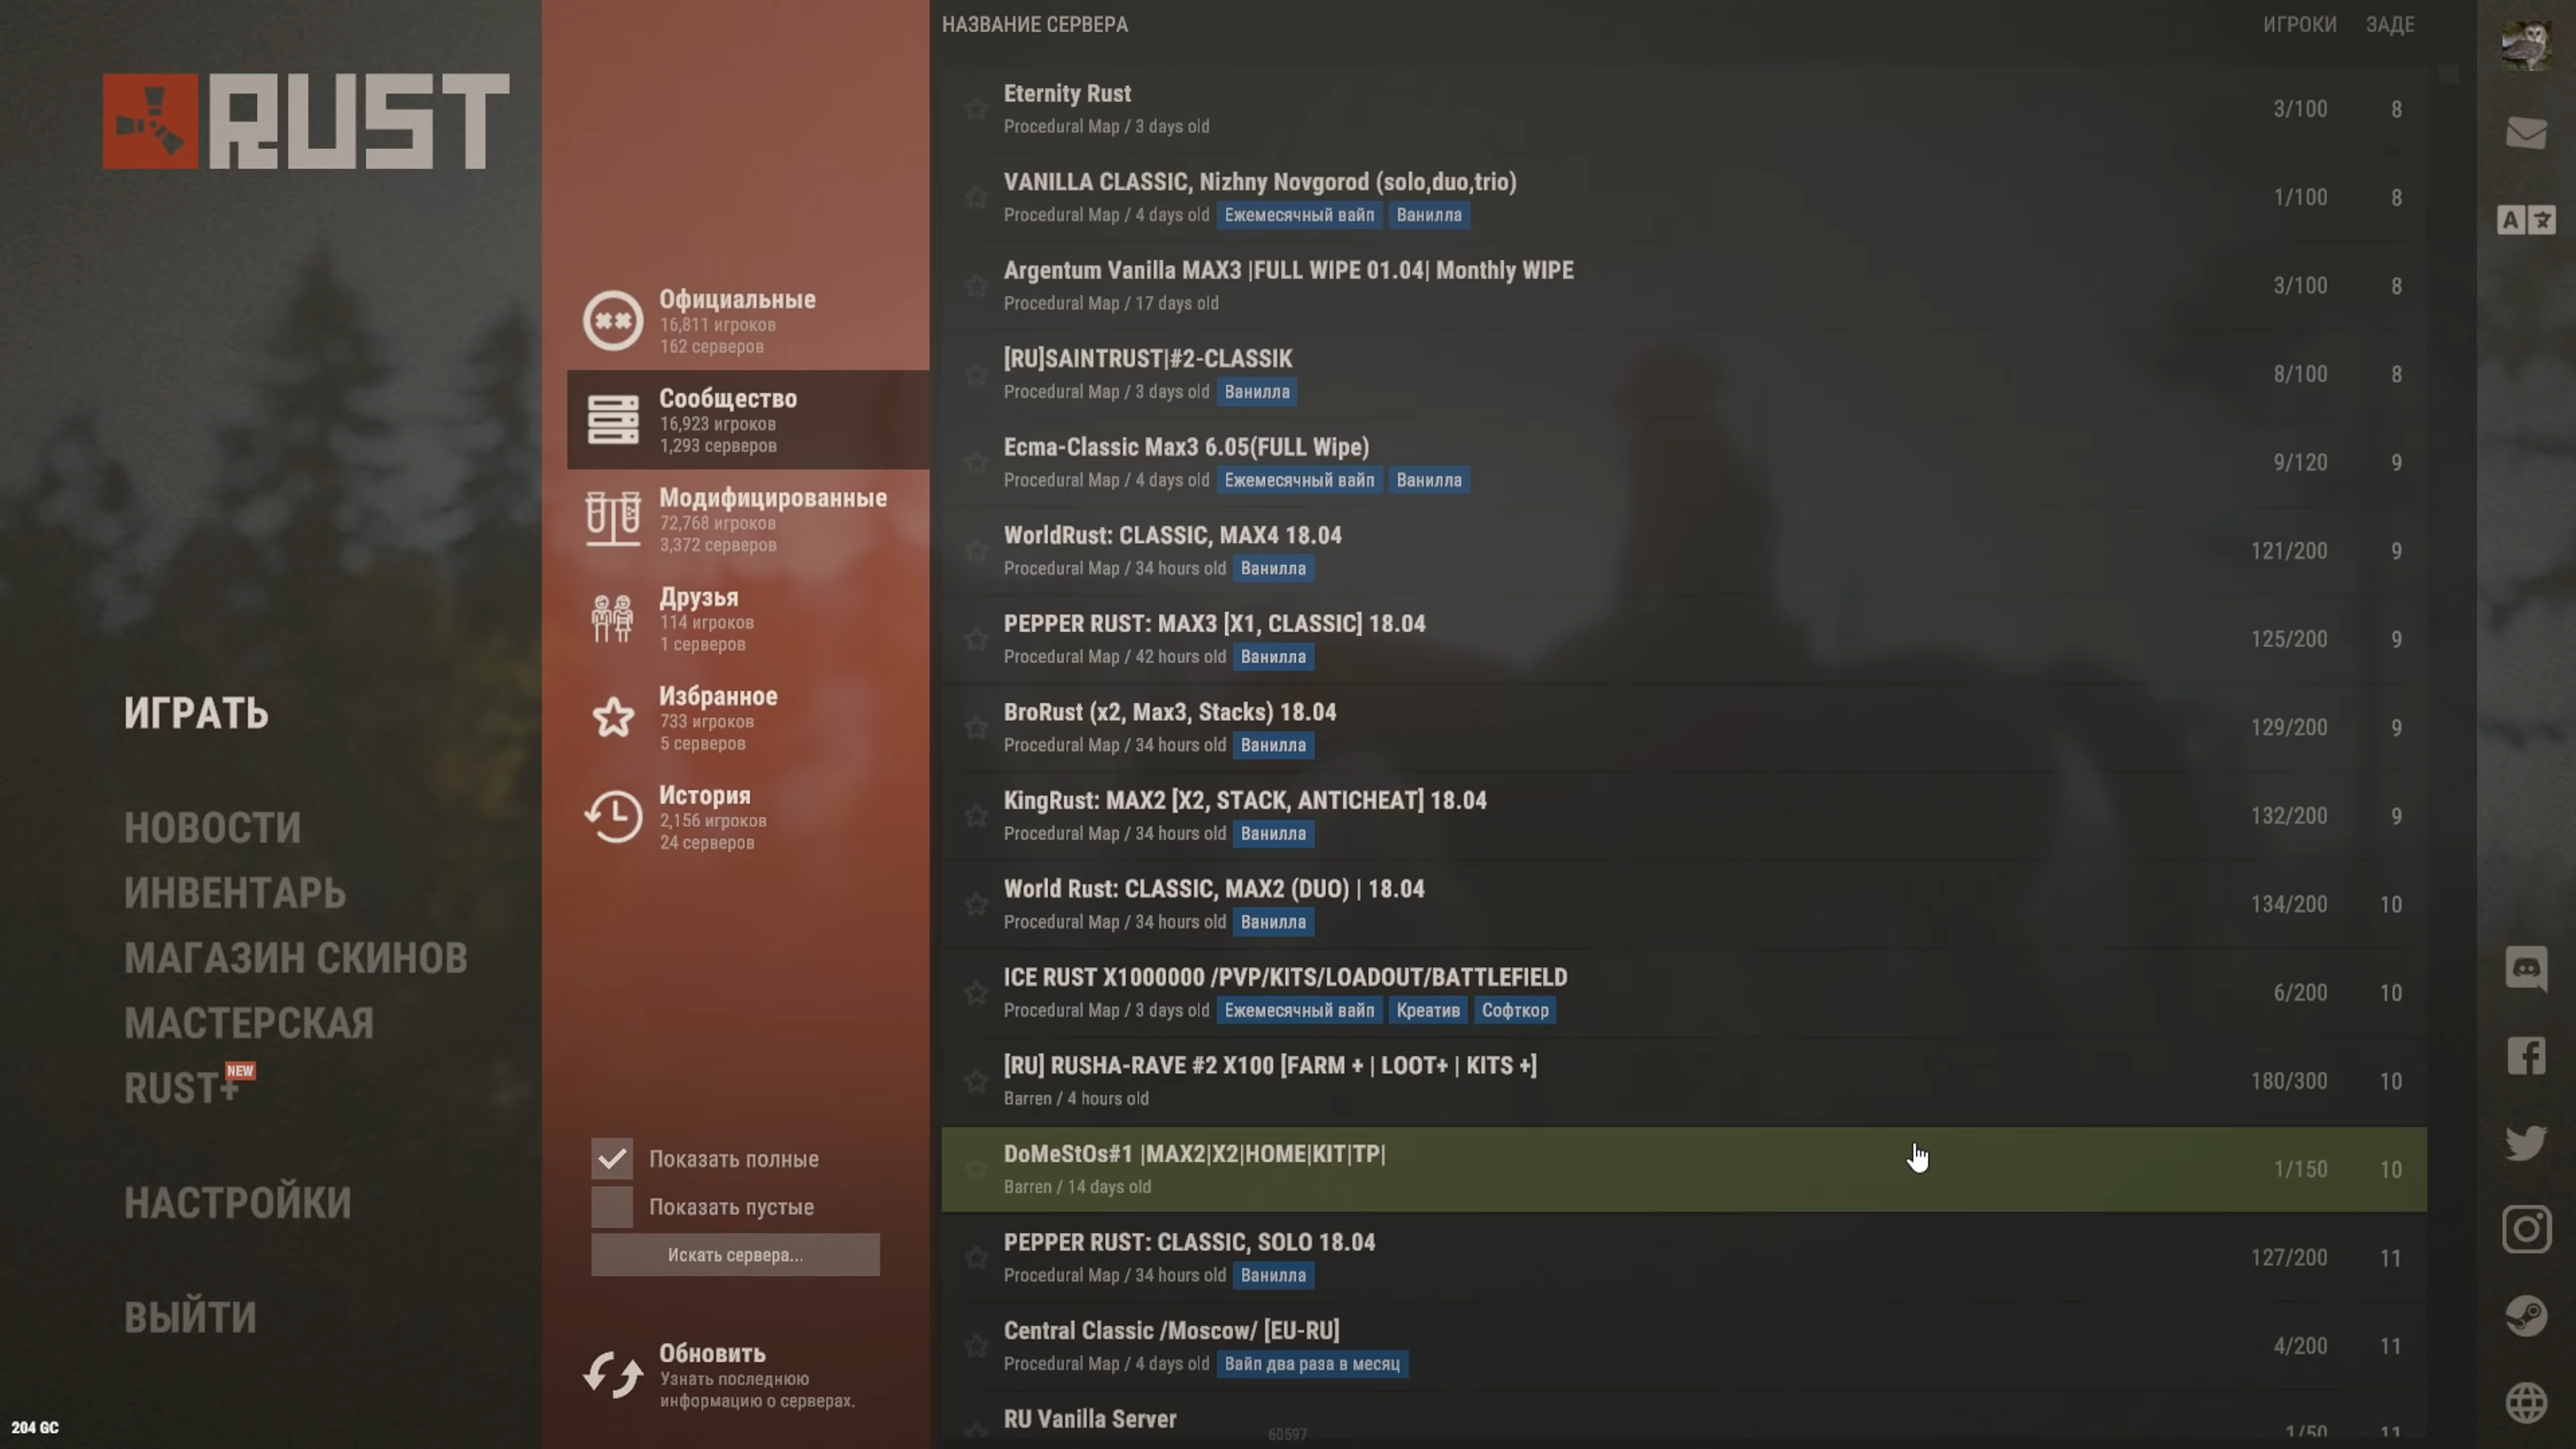 RUST
ИГРАТЬ
НОВОСТИ
ИНВЕНТАРЬ
МАГАЗИН СКИНОВ
МАСТЕРСКАЯ
RUST+ NEW
НАСТРОЙКИ
ВЫЙТИ
204 GC
Официальные
16,811 игроков
162 серверов
Сообщество
16,923 игроков
1,293 серверов
Модифицированные
72,768 игроков
3,372 серверов
Друзья
114 игроков
1 серверов
Избранное
733 игроков
5 серверов
История
2,156 игроков
24 серверов
Показать полные
Показать пустые
Искать сервера...
Обновить
Узнать последнюю
информацию о серверах.
НАЗВАНИЕ СЕРВЕРА ИГРОКИ ЗАДЕ
Eternity Rust
Procedural Map / 3 days old
3/100 8
VANILLA CLASSIC, Nizhny Novgorod (solo,duo,trio)
Procedural Map / 4 days old Ежемесячный вайп Ванилла
1/100 8
Argentum Vanilla MAX3 |FULL WIPE 01.04| Monthly WIPE
Procedural Map / 17 days old
3/100 8
[RU]SAINTRUST|#2-CLASSIK
Procedural Map / 3 days old Ванилла
8/100 8
Ecma-Classic Max3 6.05(FULL Wipe)
Procedural Map / 4 days old Ежемесячный вайп Ванилла
9/120 9
WorldRust: CLASSIC, MAX4 18.04
Procedural Map / 34 hours old Ванилла
121/200 9
PEPPER RUST: MAX3 [X1, CLASSIC] 18.04
Procedural Map / 42 hours old Ванилла
125/200 9
BroRust (x2, Max3, Stacks) 18.04
Procedural Map / 34 hours old Ванилла
129/200 9
KingRust: MAX2 [X2, STACK, ANTICHEAT] 18.04
Procedural Map / 34 hours old Ванилла
132/200 9
World Rust: CLASSIC, MAX2 (DUO) | 18.04
Procedural Map / 34 hours old Ванилла
134/200 10
ICE RUST X1000000 /PVP/KITS/LOADOUT/BATTLEFIELD
Procedural Map / 3 days old Ежемесячный вайп Креатив Софткор
6/200 10
[RU] RUSHA-RAVE #2 X100 [FARM + | LOOT+ | KITS +]
Barren / 4 hours old
180/300 10
DoMeStOs#1 |MAX2|X2|HOME|KIT|TP|
Barren / 14 days old
1/150 10
PEPPER RUST: CLASSIC, SOLO 18.04
Procedural Map / 34 hours old Ванилла
127/200 11
Central Classic /Moscow/ [EU-RU]
Procedural Map / 4 days old Вайп два раза в месяц
4/200 11
RU Vanilla Server
1/50 11
60597